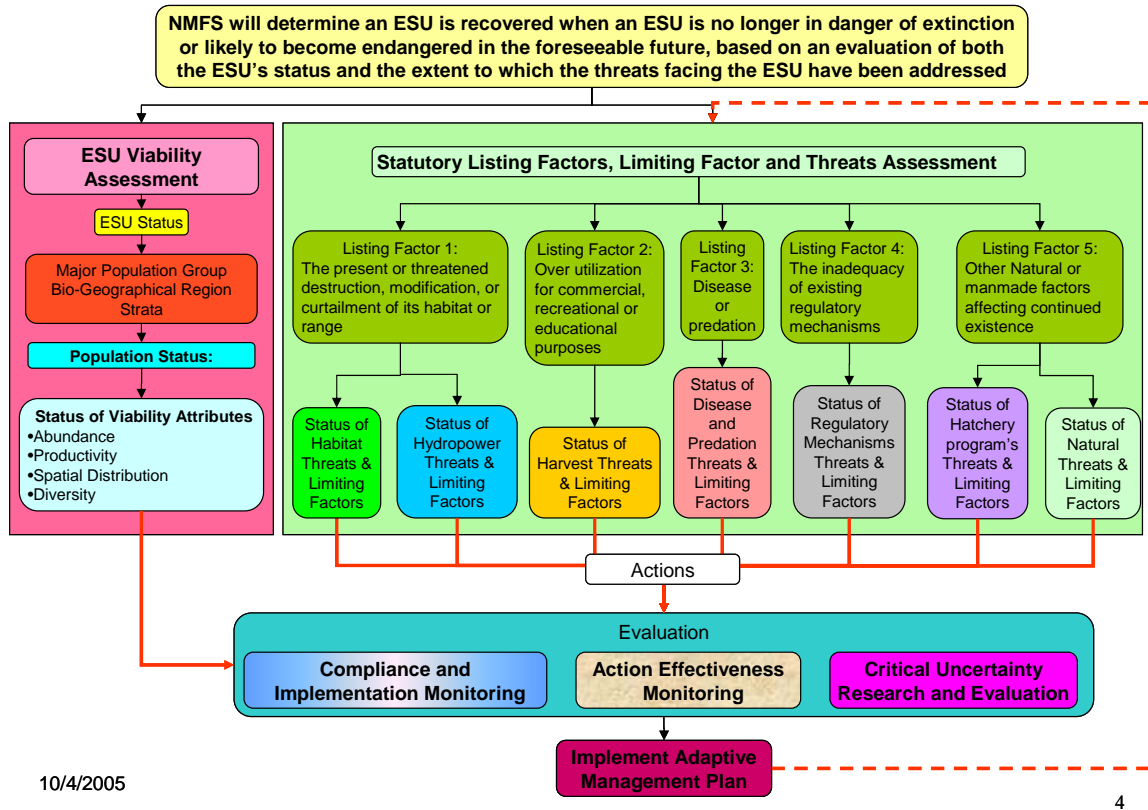 NMFS will determine an ESU is recovered when an ESU is no longer in danger of extinction
or likely to become endangered in the foreseeable future, based on an evaluation of both
the ESU's status and the extent to which the threats facing the ESU have been addressed
ESU Viability
Assessment
ESU Status
Major Population Group
Bio-Geographical Region
Strata
Population Status:
Status of Viability Attributes
•Abundance
•Productivity
•Spatial Distribution
•Diversity
Statutory Listing Factors, Limiting Factor and Threats Assessment
Listing Factor 1:
The present or threatened
destruction, modification, or
curtailment of its habitat or
range
Listing Factor 2:
Over utilization
for commercial,
recreational or
educational
purposes
Listing
Factor 3:
Disease
or
predation
Listing Factor 4:
The inadequacy
of existing
regulatory
mechanisms
Listing Factor 5:
Other Natural or
manmade factors
affecting continued
existence
Status of
Habitat
Threats &
Limiting
Factors
Status of
Hydropower
Threats &
Limiting
Factors
Status of
Harvest Threats
& Limiting
Factors
Status of
Disease
and
Predation
Threats &
Limiting
Factors
Status of
Regulatory
Mechanisms
Threats &
Limiting
Factors
Status of
Hatchery
program's
Threats &
Limiting
Factors
Status of
Natural
Threats &
Limiting
Factors
Actions
Evaluation
Compliance and
Implementation Monitoring
Action Effectiveness
Monitoring
Critical Uncertainty
Research and Evaluation
Implement Adaptive
Management Plan
10/4/2005
4